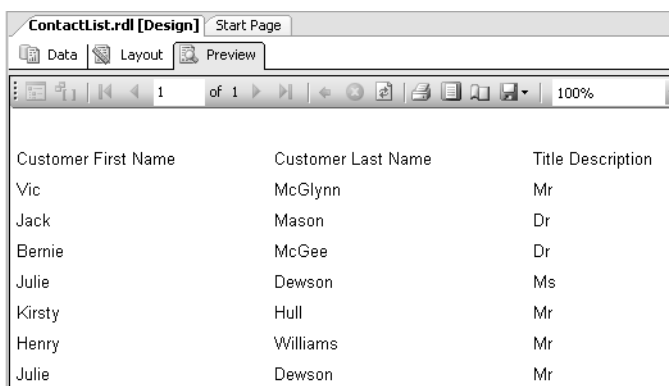 ContactList.rdl [Design] Start Page
Data Layout Preview
1 of 1 100%
Customer First Name Customer Last Name Title Description
Vic McGlynn Mr
Jack Mason Dr
Bernie McGee Dr
Julie Dewson Ms
Kirsty Hull Mr
Henry Williams Mr
Julie Dewson Mr